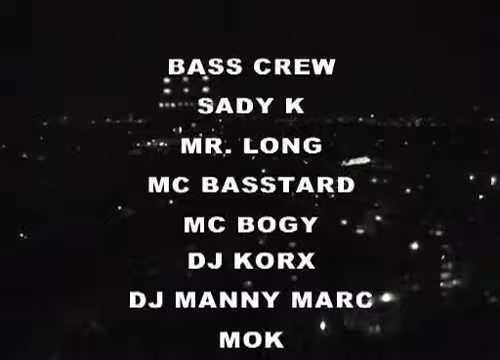 BASS CREW
SADY K
MR. LONG
MC BASSTARD
MC BOGY
DJ KORX
DJ MANNY MARC
MOK